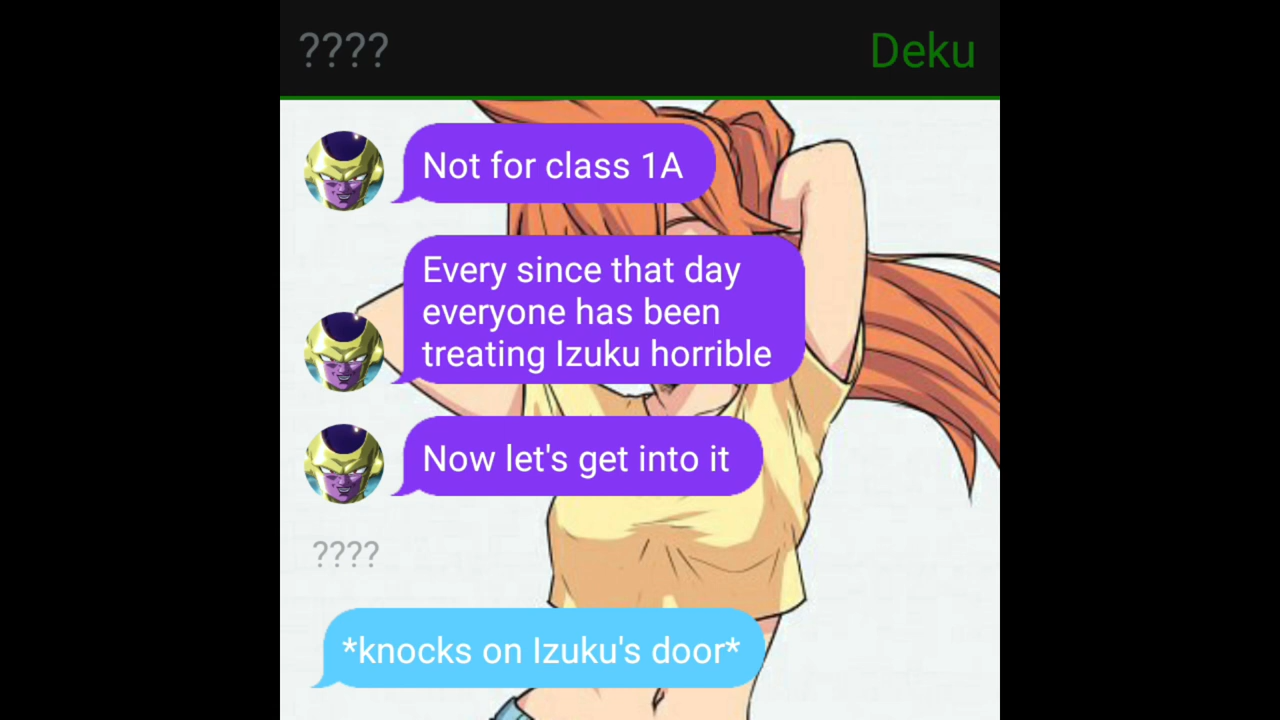 ???? Deku
Not for class 1A
Every since that day
everyone has been
treating Izuku horrible
Now let's get into it
????
*knocks on Izuku's door*